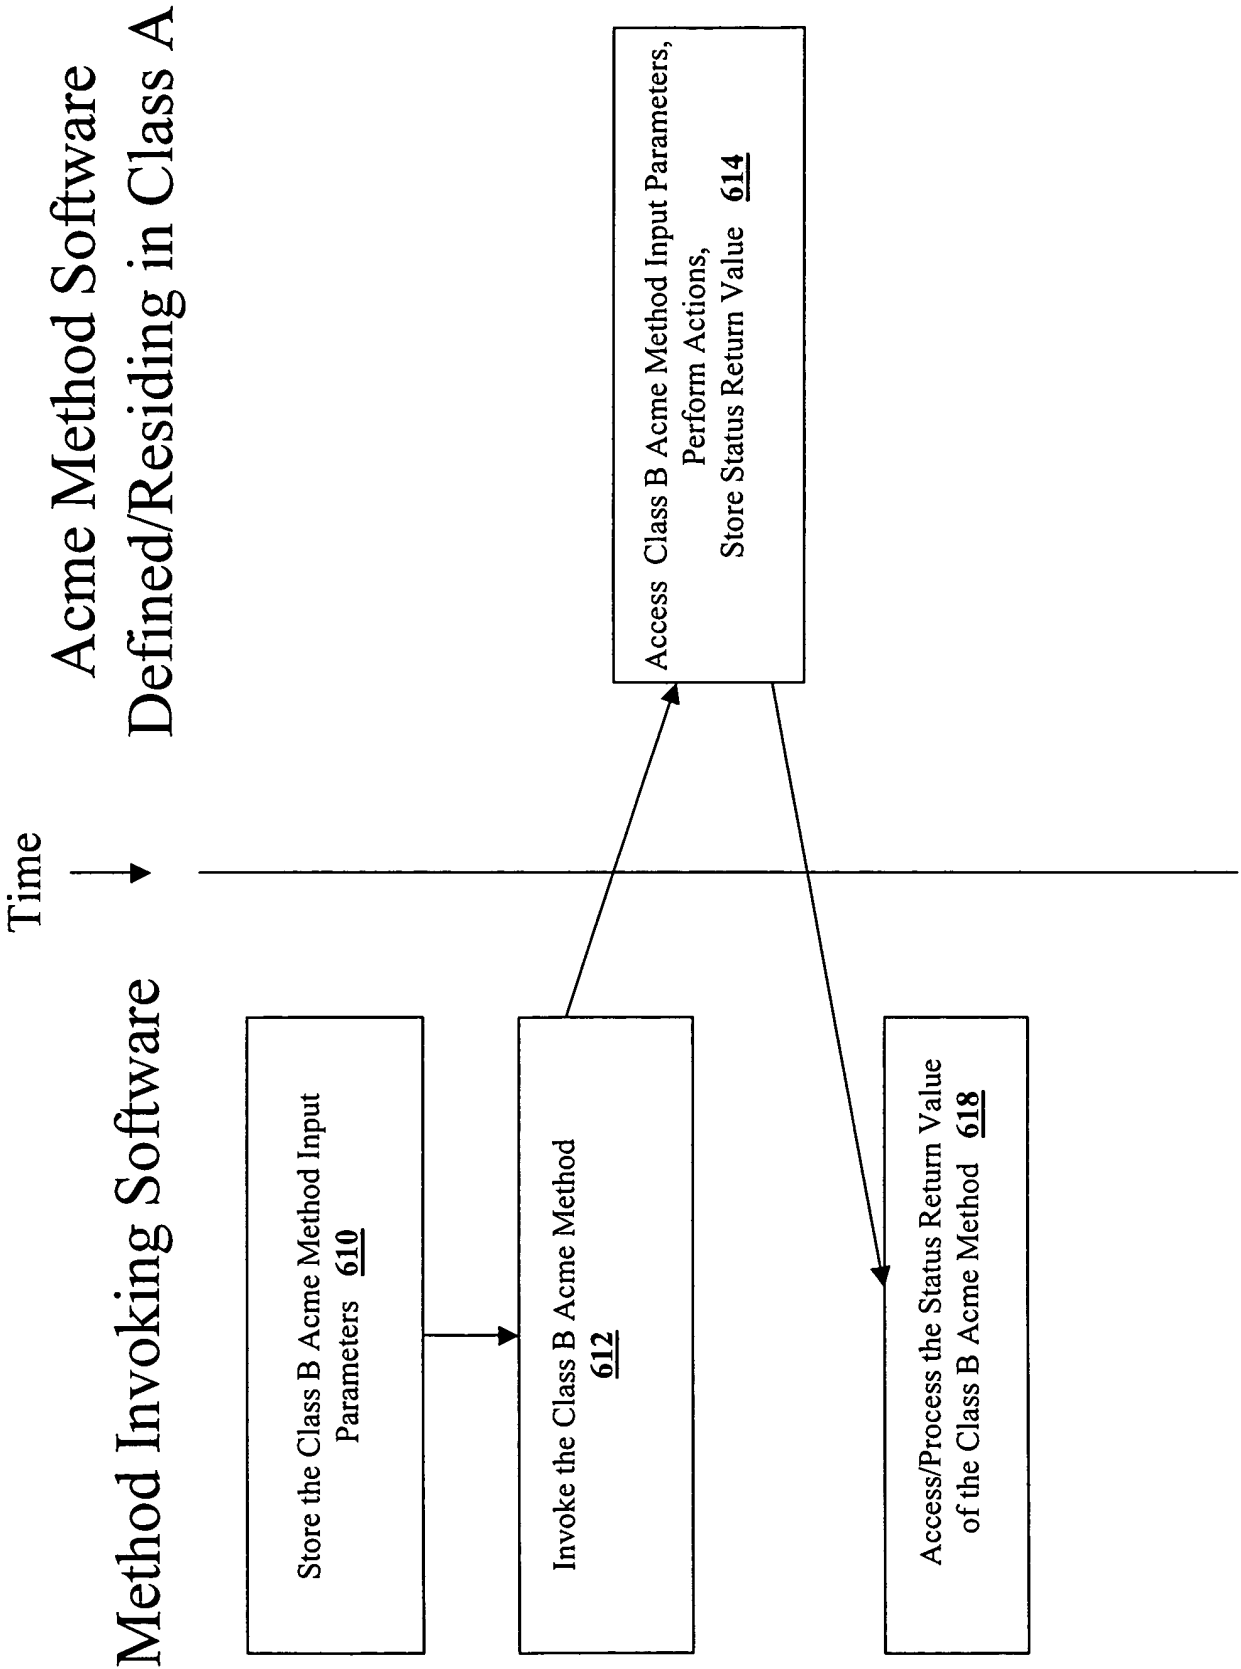 Time
Method Invoking Software
Acme Method Software
Defined/Residing in Class A
Store the Class B Acme Method Input
Parameters 610
Invoke the Class B Acme Method
612
Access Class B Acme Method Input Parameters,
Perform Actions,
Store Status Return Value 614
Access/Process the Status Return Value
of the Class B Acme Method 618